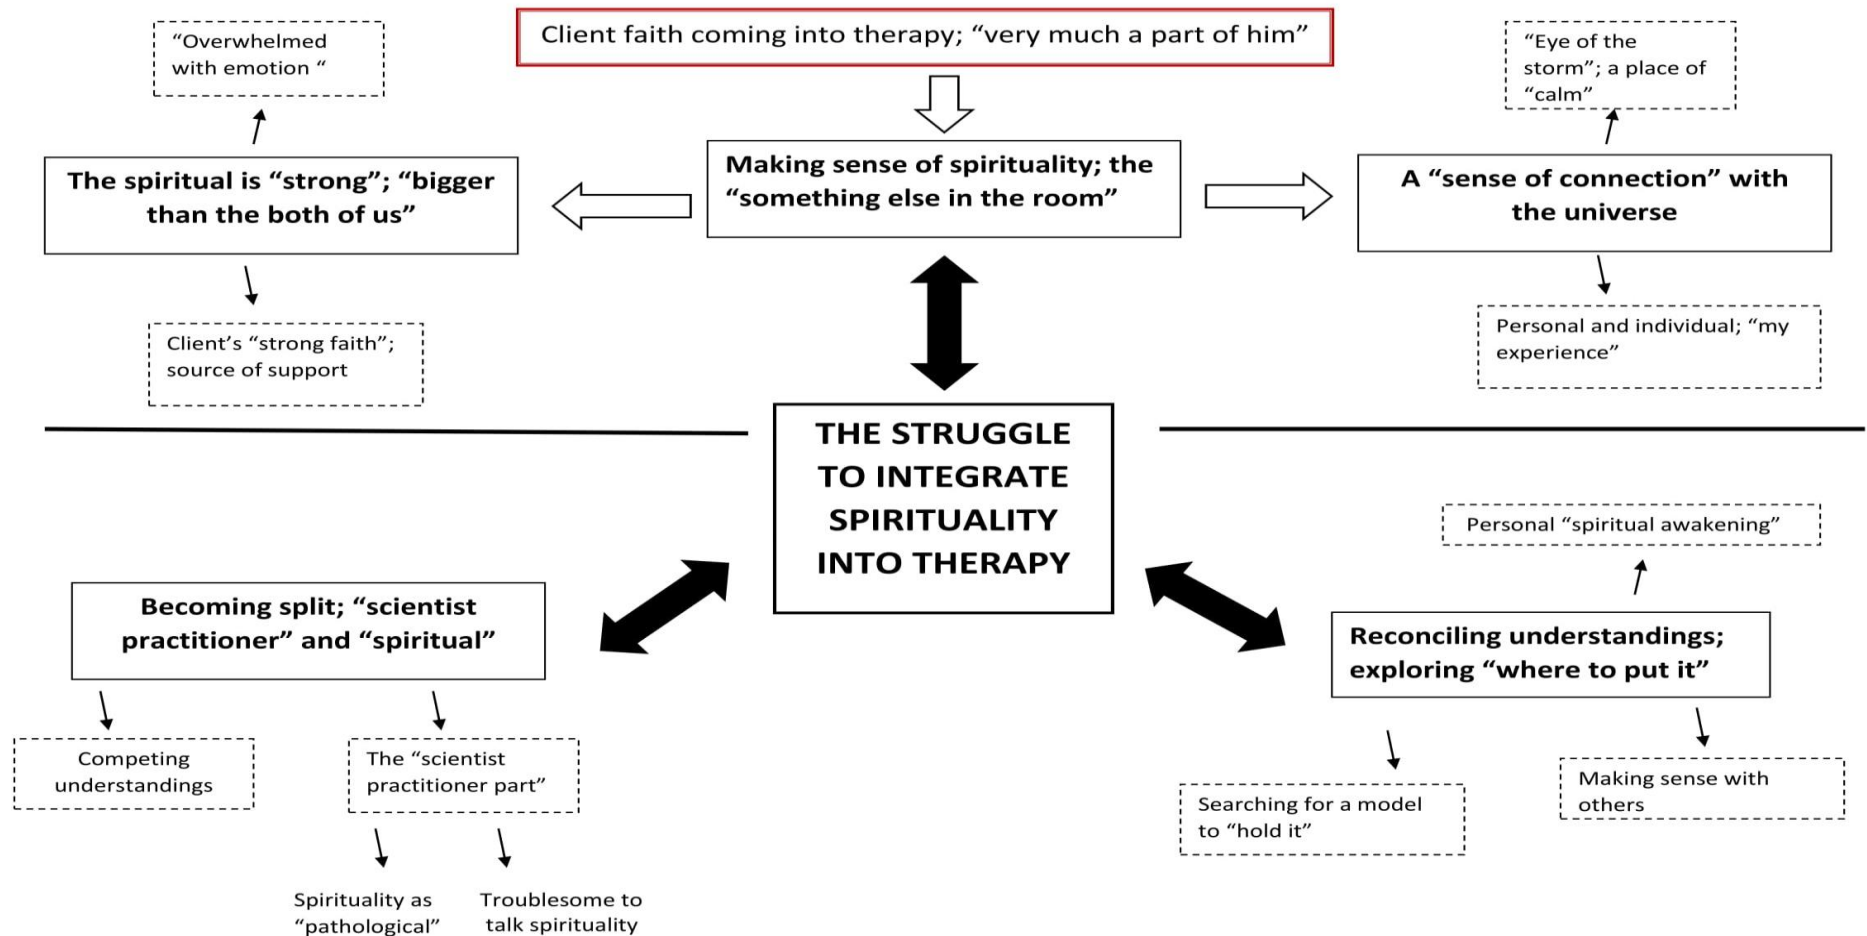 Client faith coming into therapy; “very much a part of him”
“Overwhelmed
with emotion “
“Eye of the
storm”; a place of
“calm”
The spiritual is “strong”; “bigger
than the both of us”
Making sense of spirituality; the
“something else in the room”
A “sense of connection” with
the universe
Client’s “strong faith”;
source of support
Personal and individual; “my
experience”
THE STRUGGLE
TO INTEGRATE
SPIRITUALITY
INTO THERAPY
Personal “spiritual awakening”
Becoming split; “scientist
practitioner” and “spiritual”
Reconciling understandings;
exploring “where to put it”
Competing
understandings
The “scientist
practitioner part”
Searching for a model
to “hold it”
Making sense with
others
Spirituality as
“pathological”
Troublesome to
talk spirituality